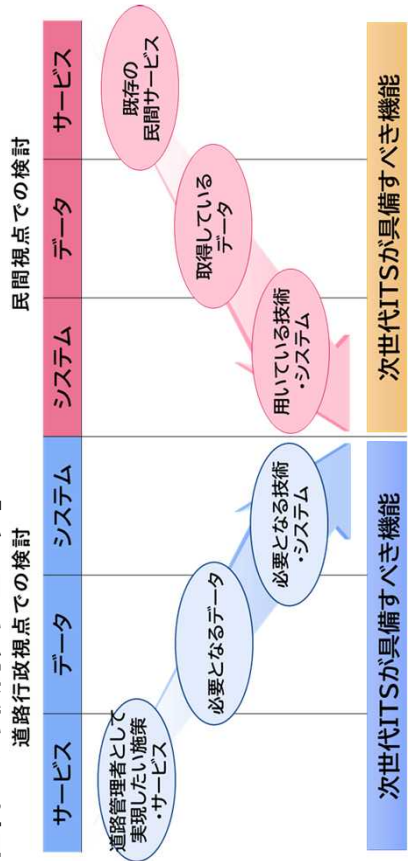 道路行政視点での検討
民間視点での検討
サービス
データ
システム
システム
データ
サービス
道路管理者として
実現したい施策
・サービス
必要となるデータ
必要となる技術
・システム
用いている技術
・システム
取得している
データ
既存の
民間サービス
次世代ITSが具備すべき機能
次世代ITSが具備すべき機能